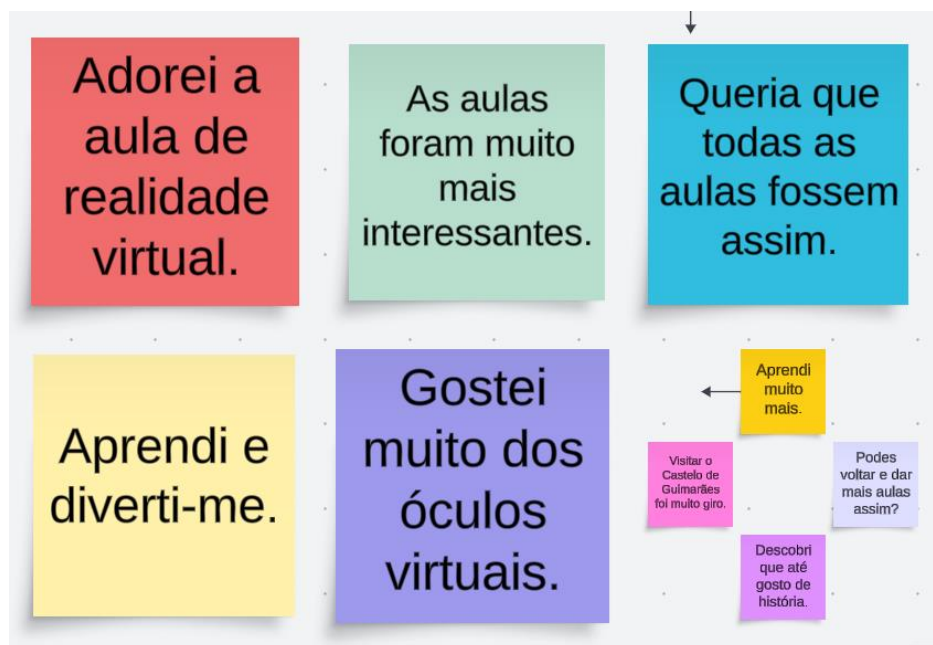 Adorei a
aula de
realidade
virtual.
As aulas
foram muito
mais
interessantes.
Queria que
todas as
aulas fossem
assim.
Aprendi e
diverti-me.
Gostei
muito dos
óculos
virtuais.
Aprendi
muito
mais.
Visitar o
Castelo de
Guimarães
foi muito giro.
Podes
voltar e dar
mais aulas
assim?
Descobri
que até
gosto de
história.